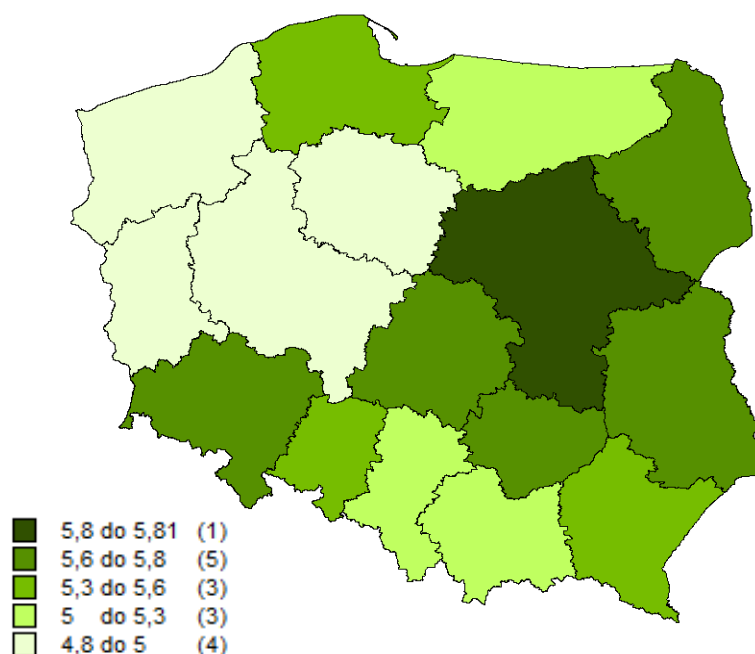 5,8 do 5,81 (1)
5,6 do 5,8 (5)
5,3 do 5,6 (3)
5 do 5,3 (3)
4,8 do 5 (4)